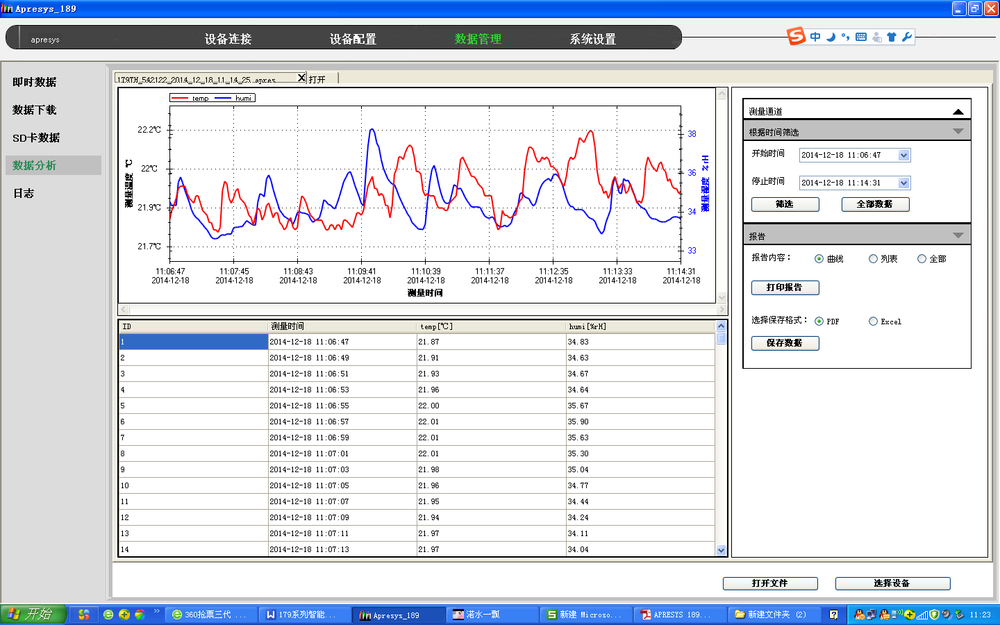 Apresys_189
apresys
设备连接
设备配置
数据管理
系统设置
中
即时数据
数据下载
SD卡数据
数据分析
日志
179TH_542122_2014_12_18_11_14_25 .apres...
打开
temp humi
22.2℃
22℃
21.9℃
21.7℃
测量温度 ℃
38
36
34
33
测量湿度 %rH
11:06:47 11:07:45 11:08:43 11:09:41 11:10:39 11:11:37 11:12:35 11:13:33 11:14:31
2014-12-18 2014-12-18 2014-12-18 2014-12-18 2014-12-18 2014-12-18 2014-12-18 2014-12-18 2014-12-18
测量时间
ID 测量时间 temp[℃] humi[%rH]
1 2014-12-18 11:06:47 21.87 34.83
2 2014-12-18 11:06:49 21.91 34.63
3 2014-12-18 11:06:51 21.93 34.67
4 2014-12-18 11:06:53 21.96 34.64
5 2014-12-18 11:06:55 22.00 35.67
6 2014-12-18 11:06:57 22.01 35.90
7 2014-12-18 11:06:59 22.01 35.63
8 2014-12-18 11:07:01 22.01 35.30
9 2014-12-18 11:07:03 21.98 35.04
10 2014-12-18 11:07:05 21.96 34.77
11 2014-12-18 11:07:07 21.95 34.44
12 2014-12-18 11:07:09 21.94 34.24
13 2014-12-18 11:07:11 21.97 34.11
14 2014-12-18 11:07:13 21.97 34.04
测量通道
根据时间筛选
开始时间 2014-12-18 11:06:47
停止时间 2014-12-18 11:14:31
筛选 全部数据
报告
报告内容： 曲线 列表 全部
打印报告
选择保存格式： PDF Excel
保存数据
打开文件 选择设备
开始
360抢票三代 ...
179系列智能...
Apresys_189
渃水一瓢
新建 Microso...
APRESYS 189...
新建文件夹 (2)
11:23